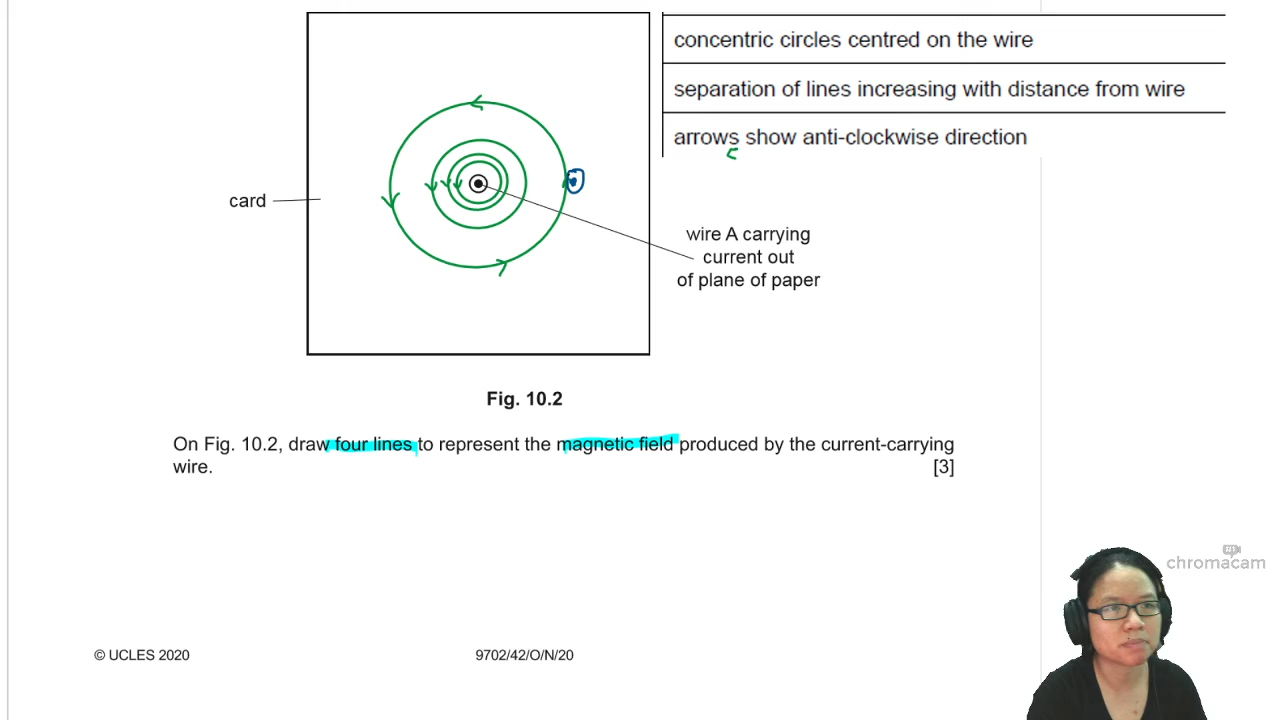 concentric circles centred on the wire
separation of lines increasing with distance from wire
arrows show anti-clockwise direction
card
wire A carrying
current out
of plane of paper
Fig. 10.2
On Fig. 10.2, draw four lines to represent the magnetic field produced by the current-carrying
wire. [3]
chromacam
© UCLES 2020 9702/42/O/N/20